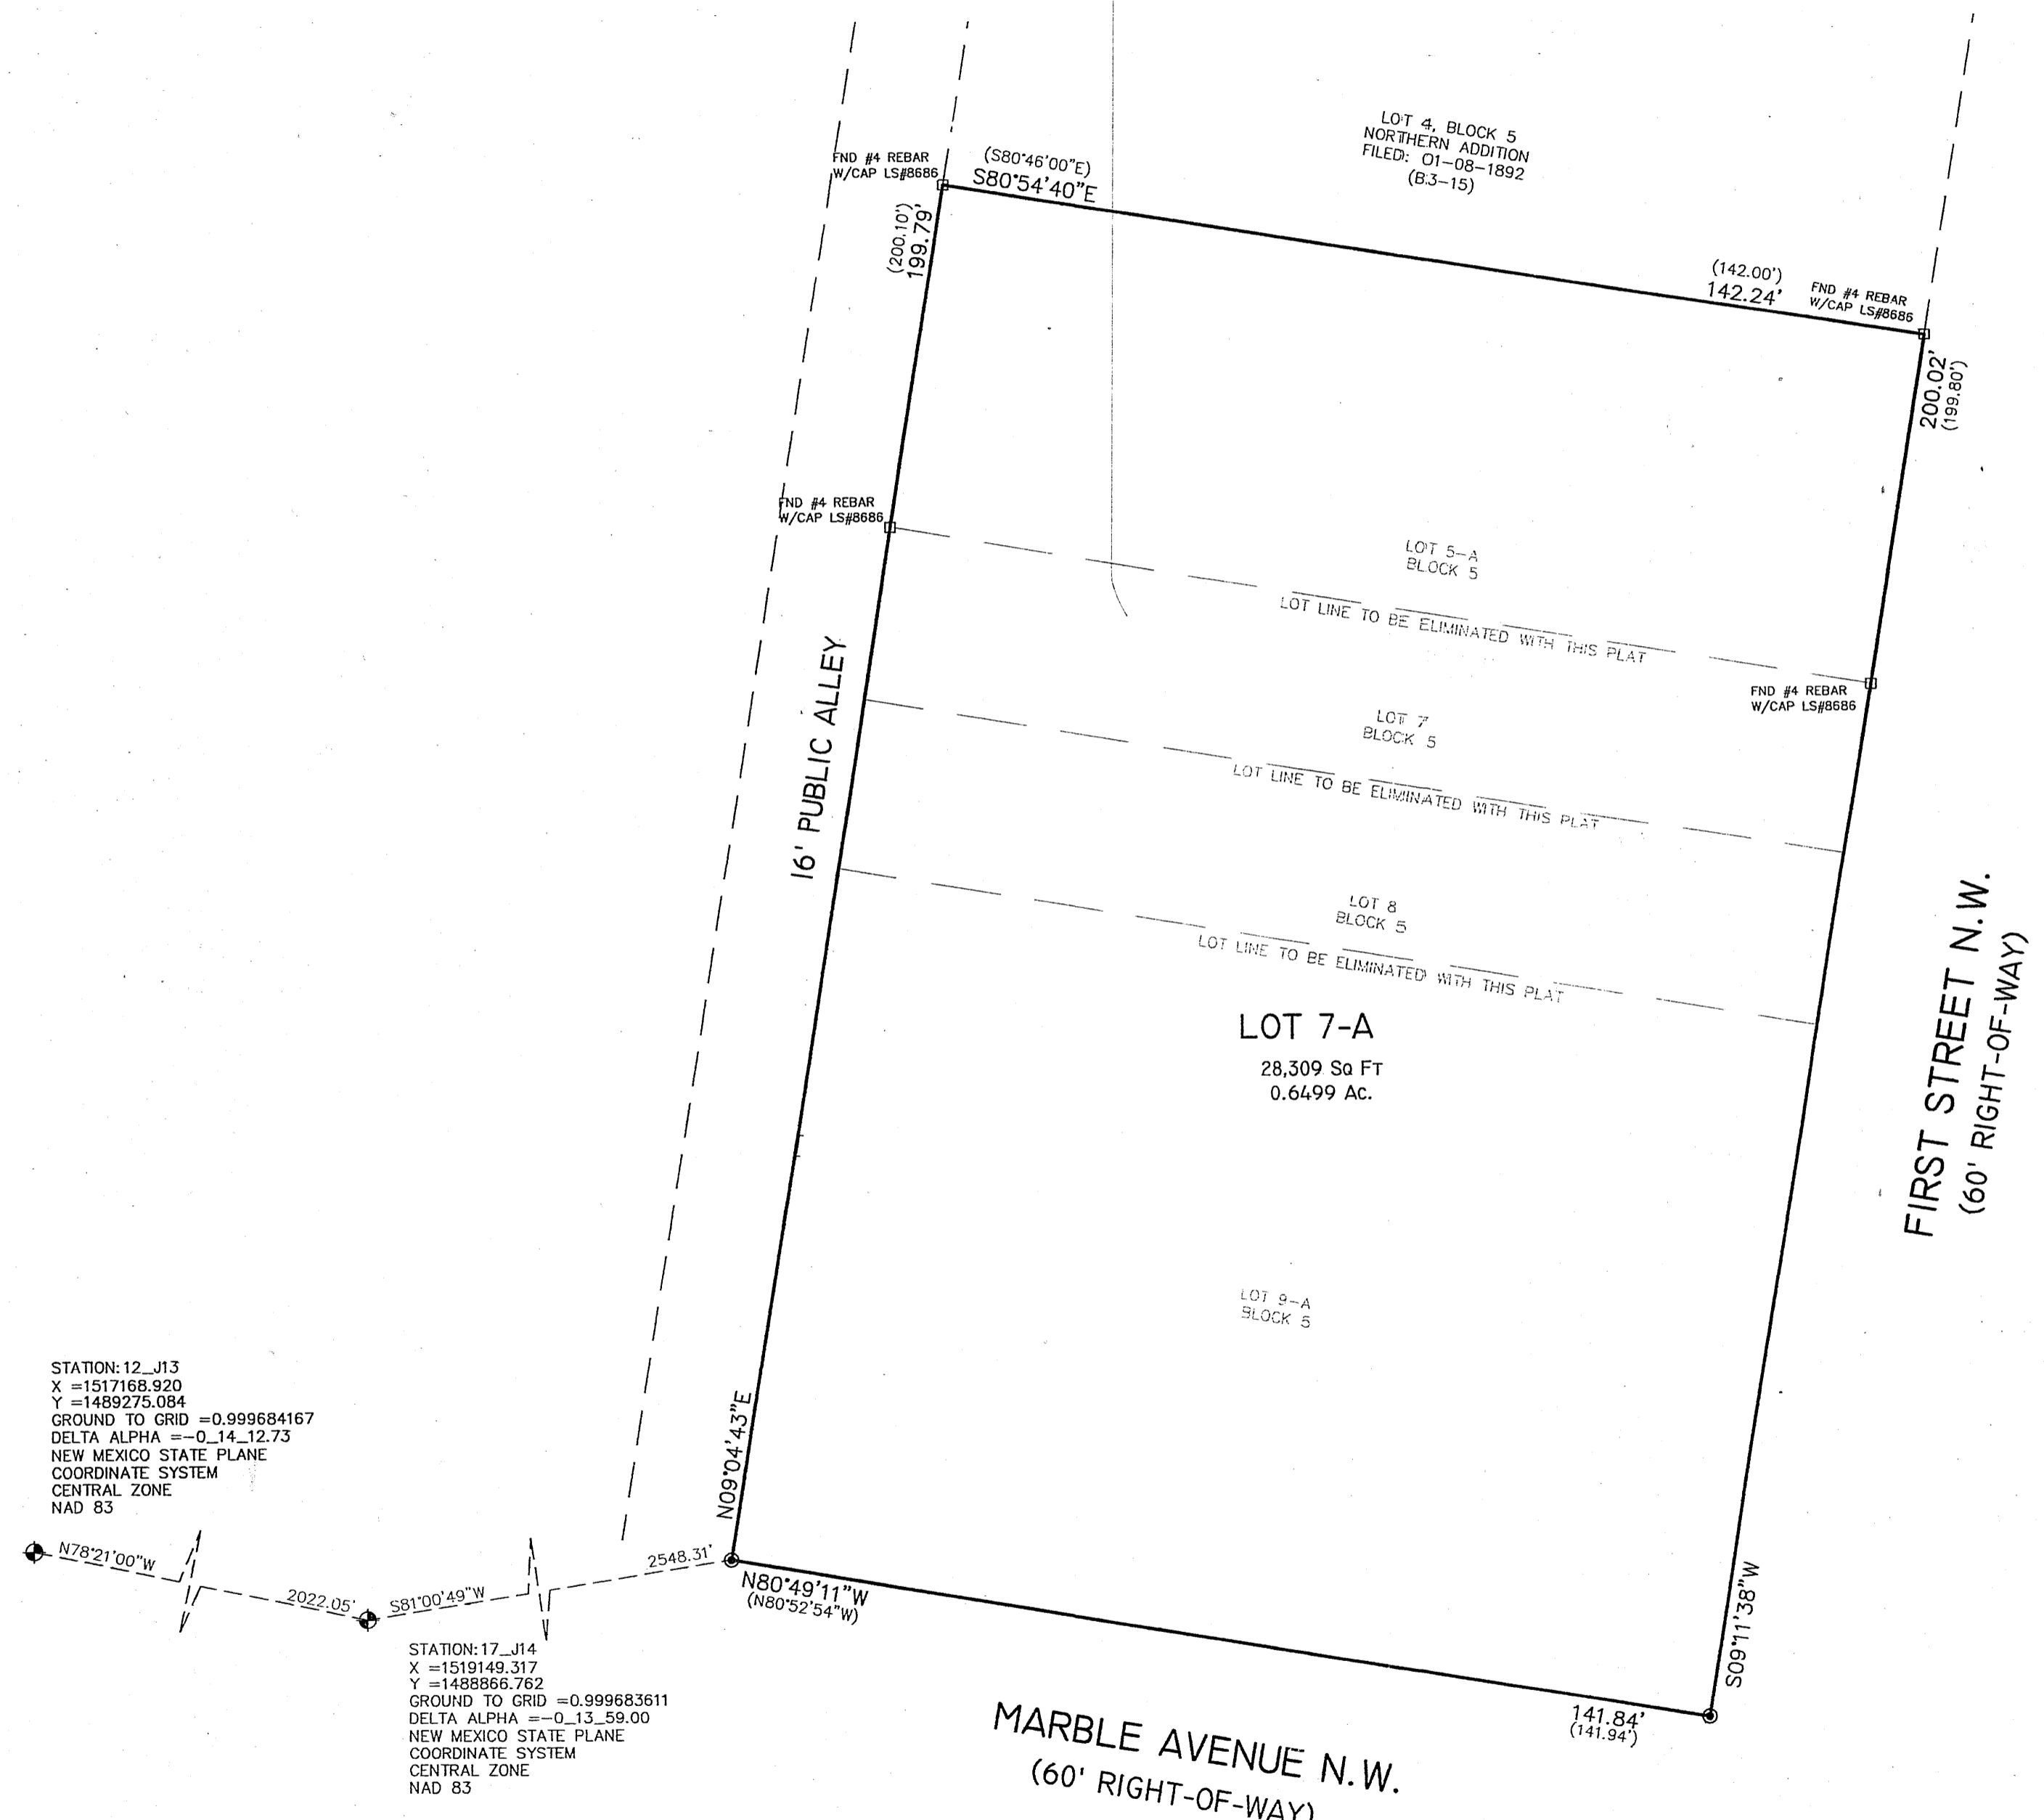 LOT 4, BLOCK 5
NORTHERN ADDITION
FILED: 01-08-1892
(B3-15)
FND #4 REBAR
W/CAP LS#8686
(S80°46'00"E)
S80°54'40"E
(200.10')
199.79'
(142.00')
142.24'
FND #4 REBAR
W/CAP LS#8686
200.02'
(199.80')
FND #4 REBAR
W/CAP LS#8686
LOT 5-A
BLOCK 5
LOT LINE TO BE ELIMINATED WITH THIS PLAT
FND #4 REBAR
W/CAP LS#8686
16' PUBLIC ALLEY
LOT 7
BLOCK 5
LOT LINE TO BE ELIMINATED WITH THIS PLAT
LOT 8
BLOCK 5
LOT LINE TO BE ELIMINATED WITH THIS PLAT
LOT 7-A
28,309 SQ FT
0.6499 AC.
FIRST STREET N.W.
(60' RIGHT-OF-WAY)
LOT 9-A
BLOCK 5
STATION:12_J13
X =1517168.920
Y =1489275.084
GROUND TO GRID =0.999684167
DELTA ALPHA =-0_14_12.73
NEW MEXICO STATE PLANE
COORDINATE SYSTEM
CENTRAL ZONE
NAD 83
N09°04'43"E
N78°21'00"W
2022.05'
S81°00'49"W
2548.31'
N80°49'11"W
(N80°52'54"W)
S09°11'38"W
141.84'
(141.94')
STATION:17_J14
X =1519149.317
Y =1488866.762
GROUND TO GRID =0.999683611
DELTA ALPHA =-0_13_59.00
NEW MEXICO STATE PLANE
COORDINATE SYSTEM
CENTRAL ZONE
NAD 83
MARBLE AVENUE N.W.
(60' RIGHT-OF-WAY)